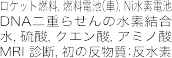 ロケット燃料, 燃料電池(車), Ni水素電池
DNA二重らせんの水素結合
水, 硫酸, クエン酸, アミノ酸
MRI 診断, 初の反物質:反水素